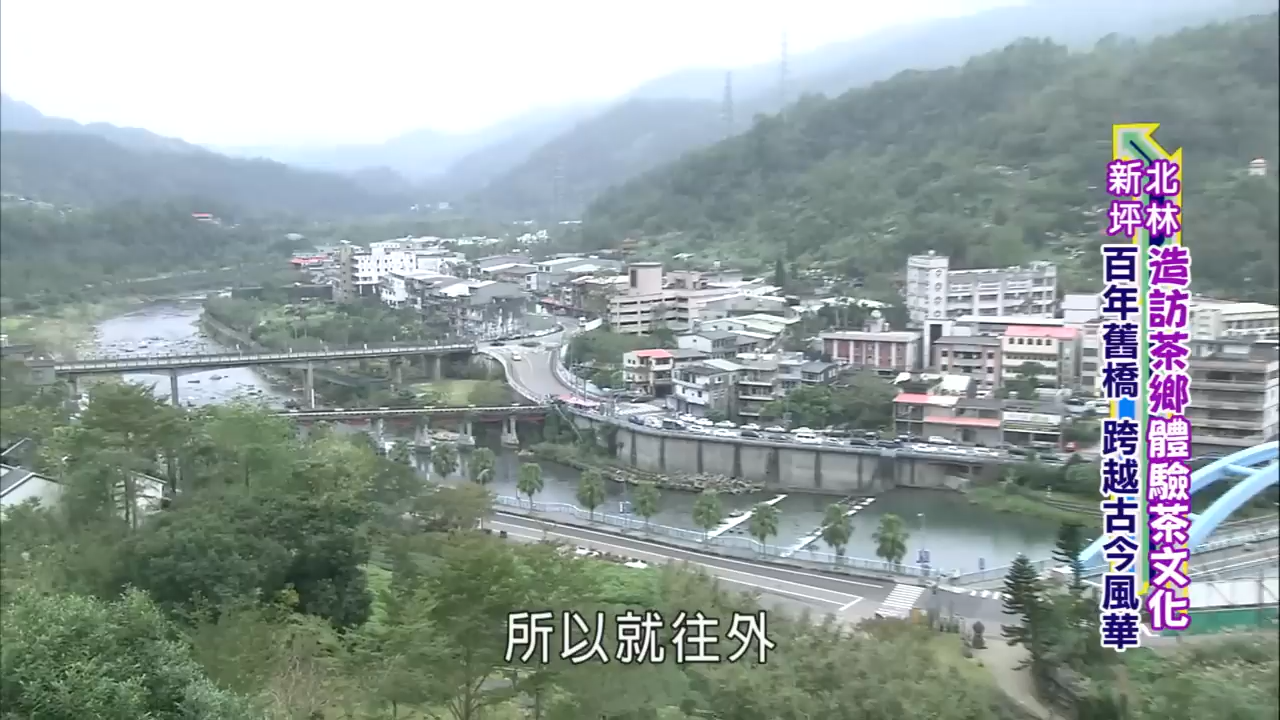 新北
坪林
造訪茶鄉體驗茶文化
百年舊橋 跨越古今風華
所以就往外